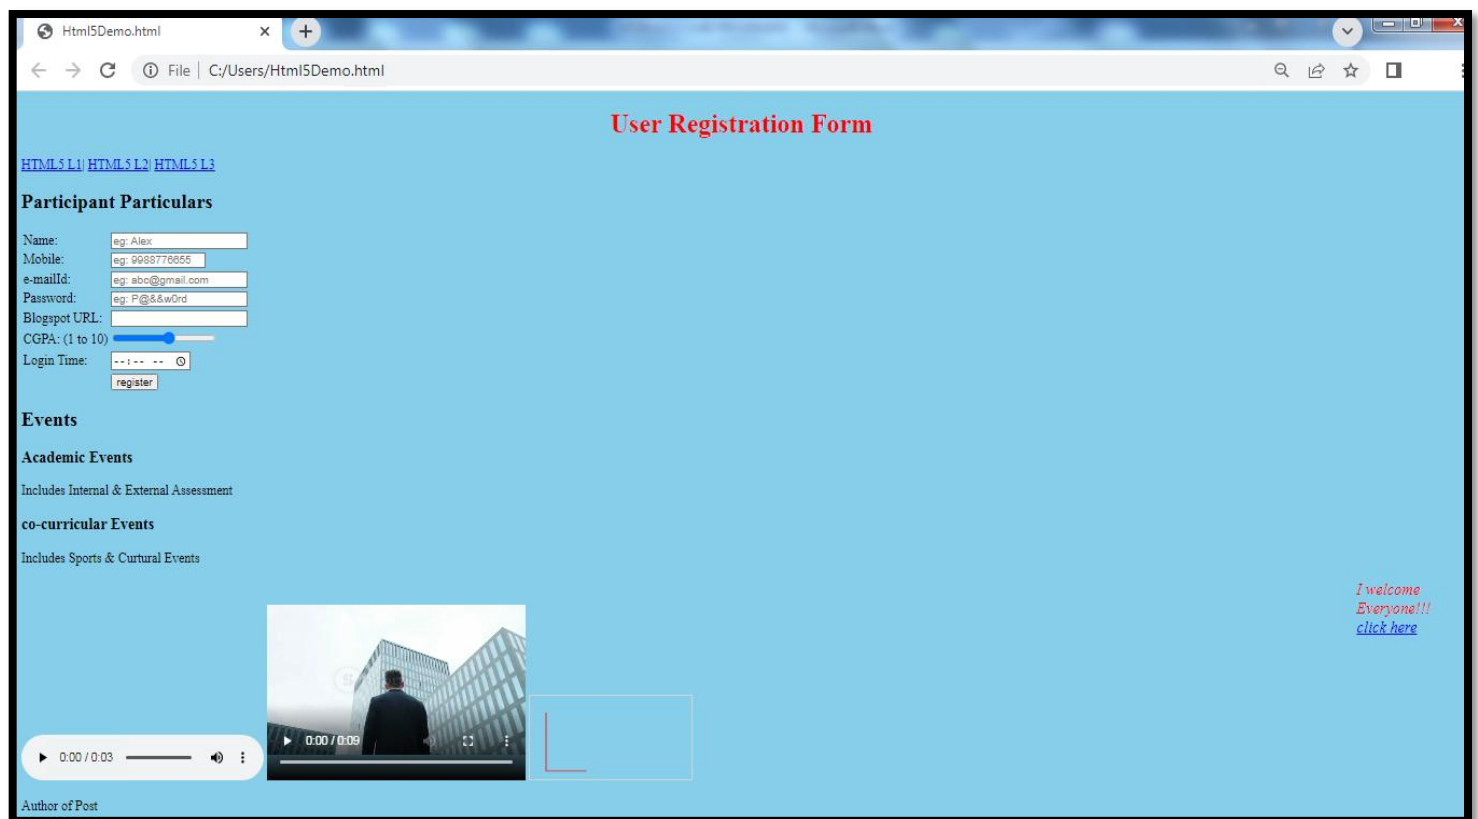 Html5Demo.html
File | C:/Users/Html5Demo.html
User Registration Form
HTML5 L1| HTML5 L2| HTML5 L3
Participant Particulars
Name: eg: Alex
Mobile: eg: 9988776655
e-mailId: eg: abc@gmail.com
Password: eg: P@&&w0rd
Blogspot URL:
CGPA: (1 to 10)
Login Time: --:-- --
register
Events
Academic Events
Includes Internal & External Assessment
co-curricular Events
Includes Sports & Curtural Events
I welcome
Everyone!!!
click here
0:00 / 0:09
0:00 / 0:03
Author of Post